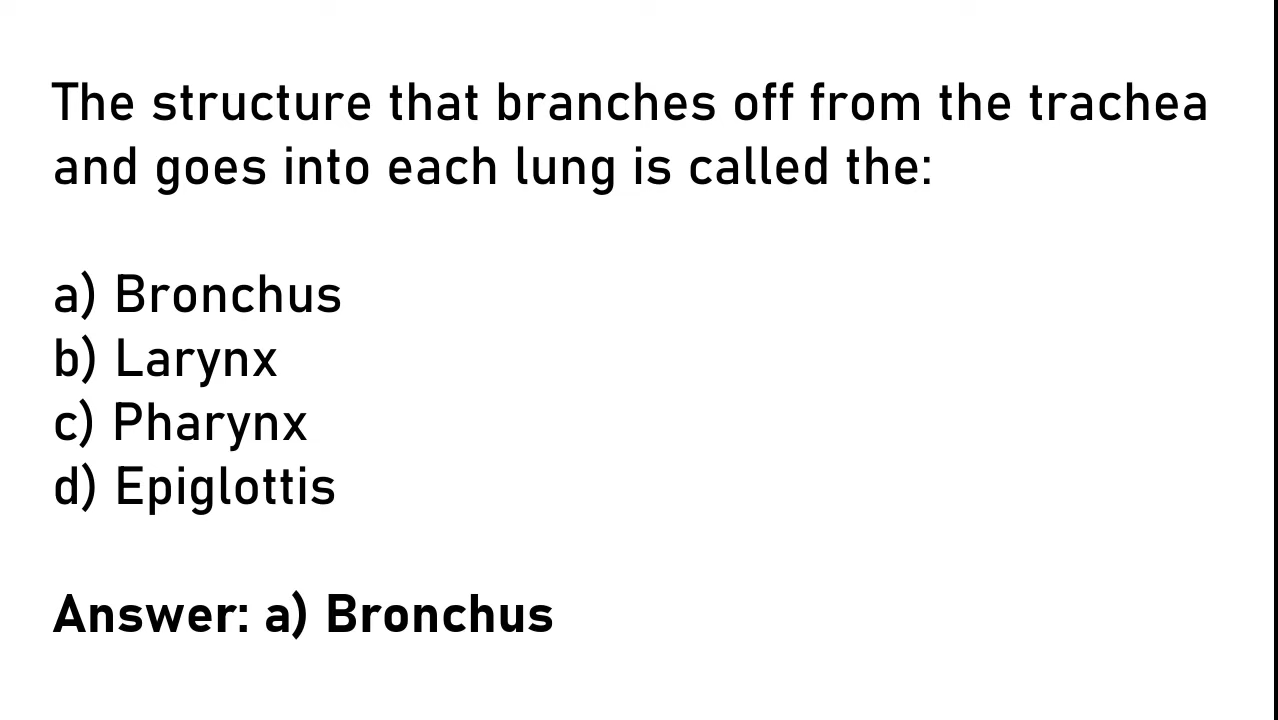 The structure that branches off from the trachea
and goes into each lung is called the:
a) Bronchus
b) Larynx
c) Pharynx
d) Epiglottis
Answer: a) Bronchus